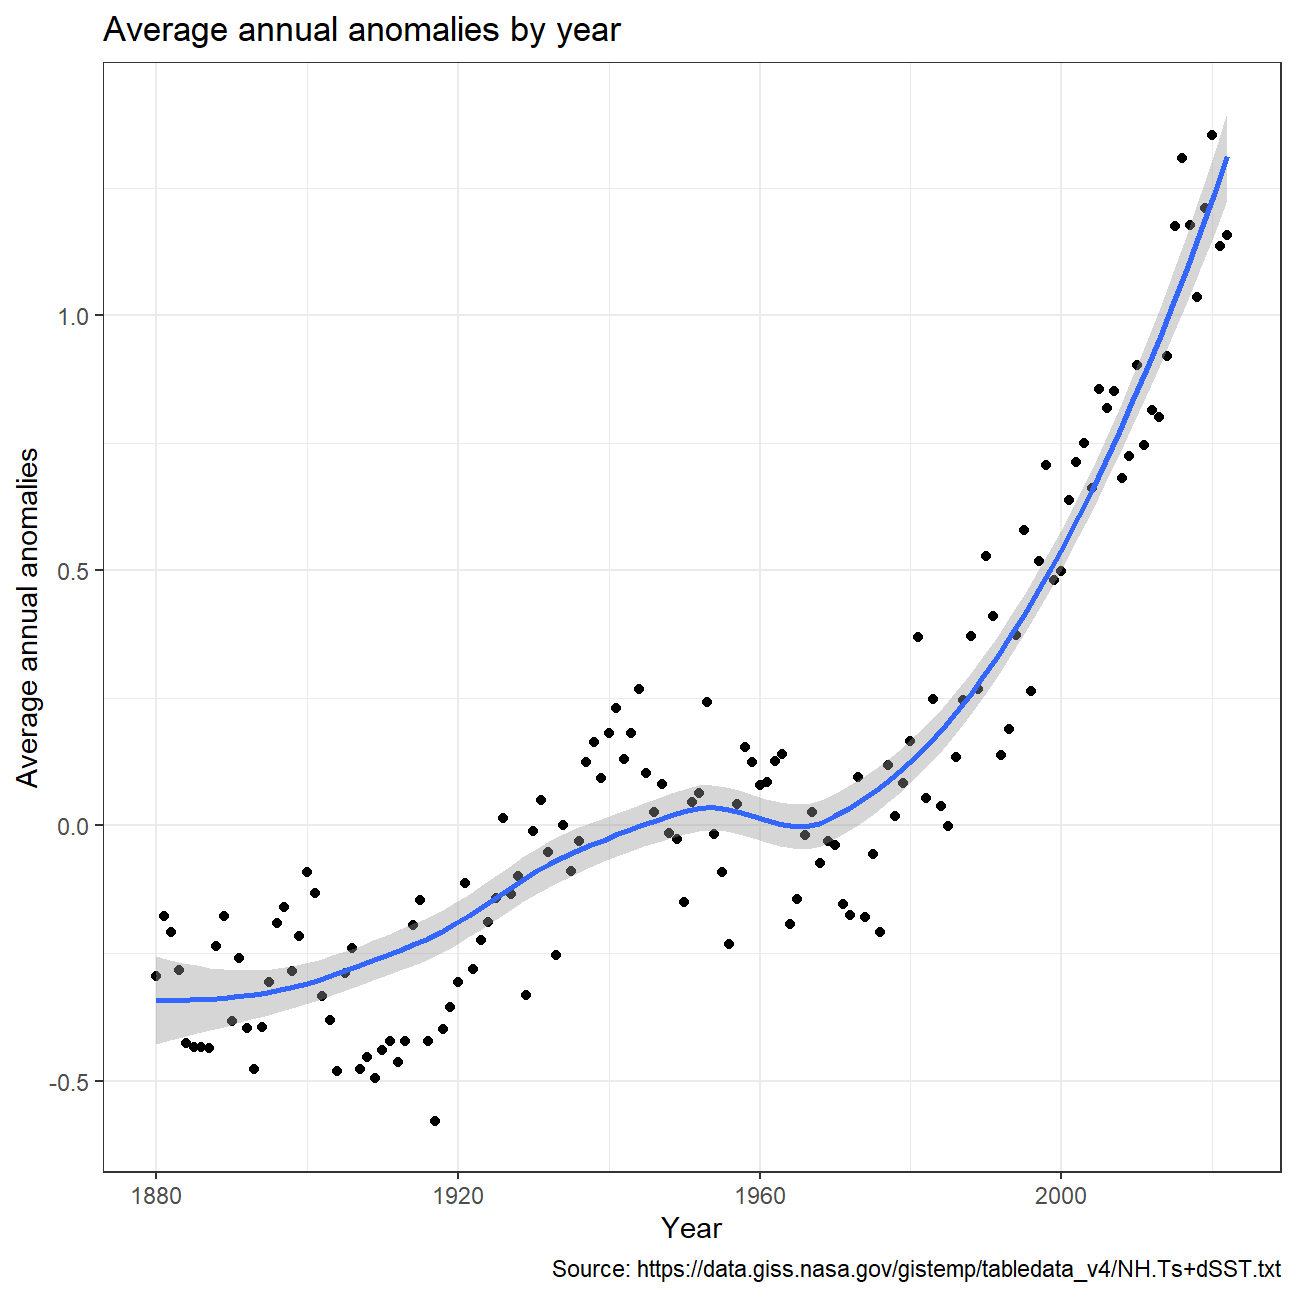 Average annual anomalies by year
Average annual anomalies
1.0
0.5
0.0
-0.5
1880 1920 1960 2000
Year
Source: https://data.giss.nasa.gov/gistemp/tabledata_v4/NH.Ts+dSST.txt